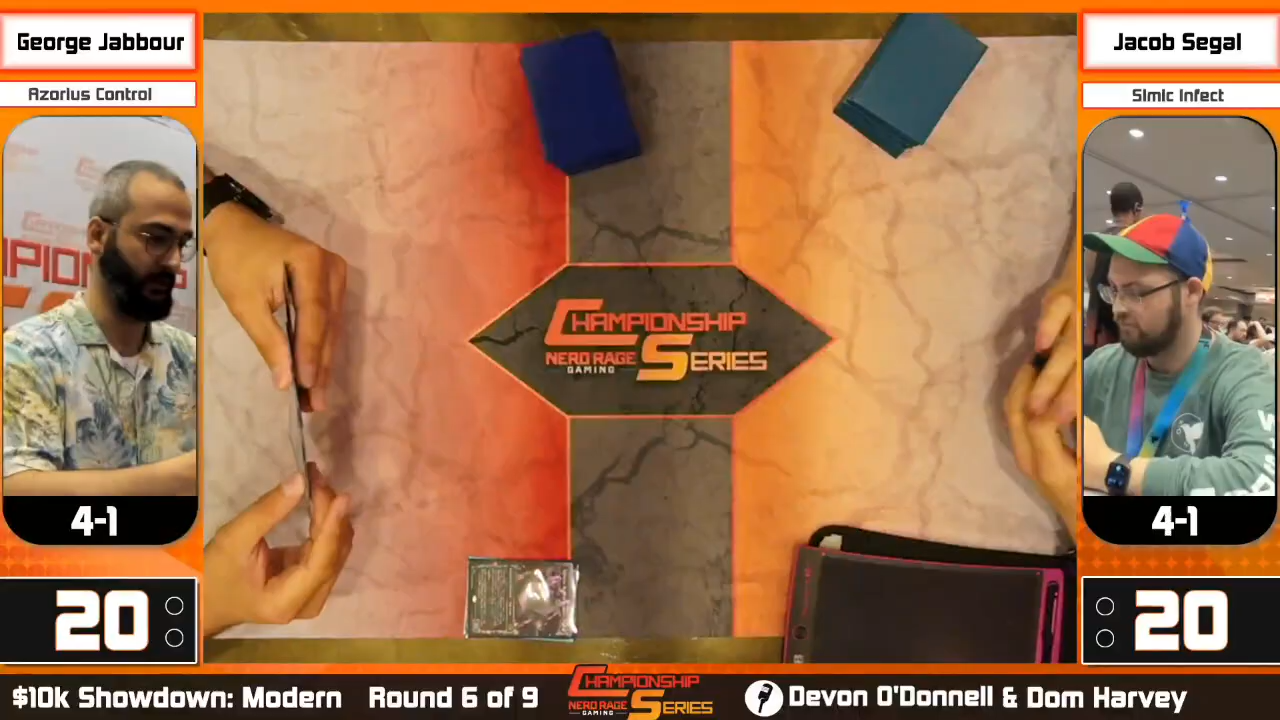 George Jabbour
Azorius Control
4-1
20
Jacob Segal
Simic Infect
4-1
20
CHAMPIONSHIP
NERD RAGE
GAMING
SERIES
$10k Showdown: Modern
Round 6 of 9
CHAMPIONSHIP
NERD RAGE
GAMING
SERIES
Devon O'Donnell & Dom Harvey